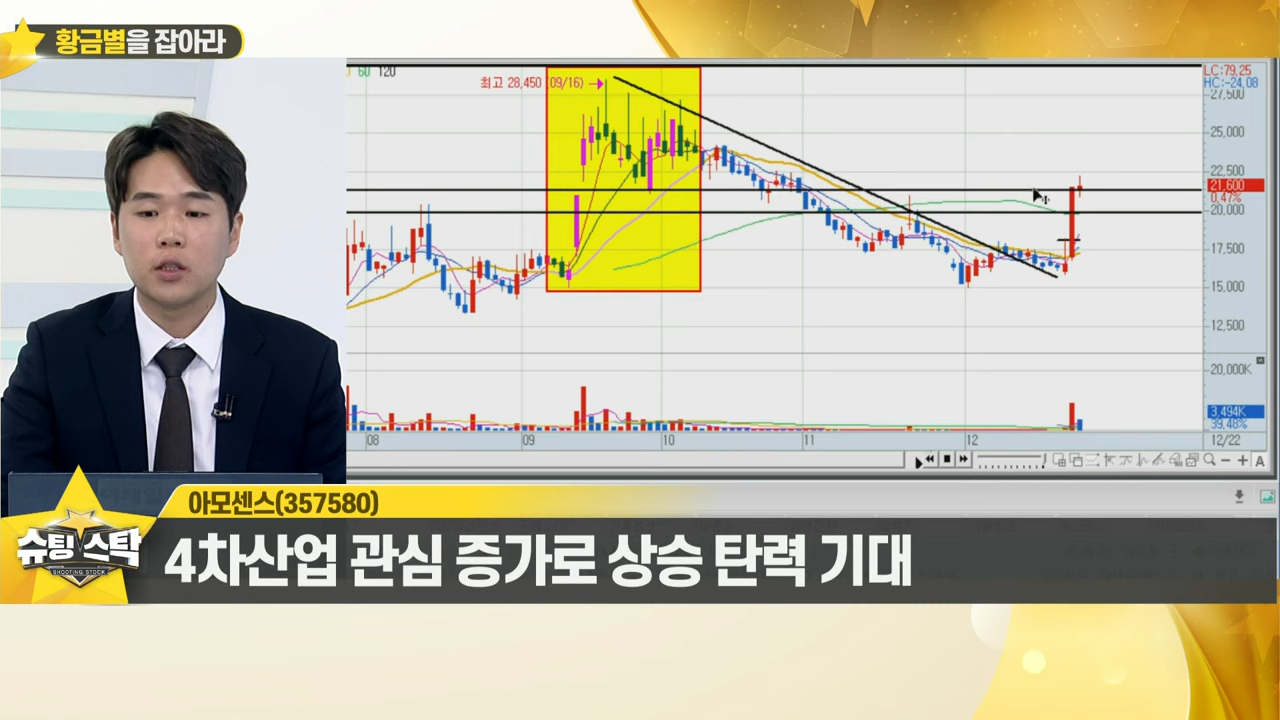 황금별을 잡아라
60 120
최고 28,450 (09/16)
LC:79.25
HC:-24.08
27,500
25,000
22,500
21,600
0.47%
20,000
17,500
15,000
12,500
20,000K
3,494K
39.48%
08 09 10 11 12 12/22
A
아모센스(357580)
슈팅 스탁
SHOOTING STOCK
4차산업 관심 증가로 상승 탄력 기대